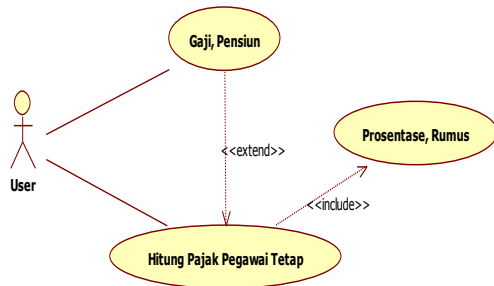 Gaji, Pensiun
<<extend>>
Prosentase, Rumus
User
<<include>>
Hitung Pajak Pegawai Tetap